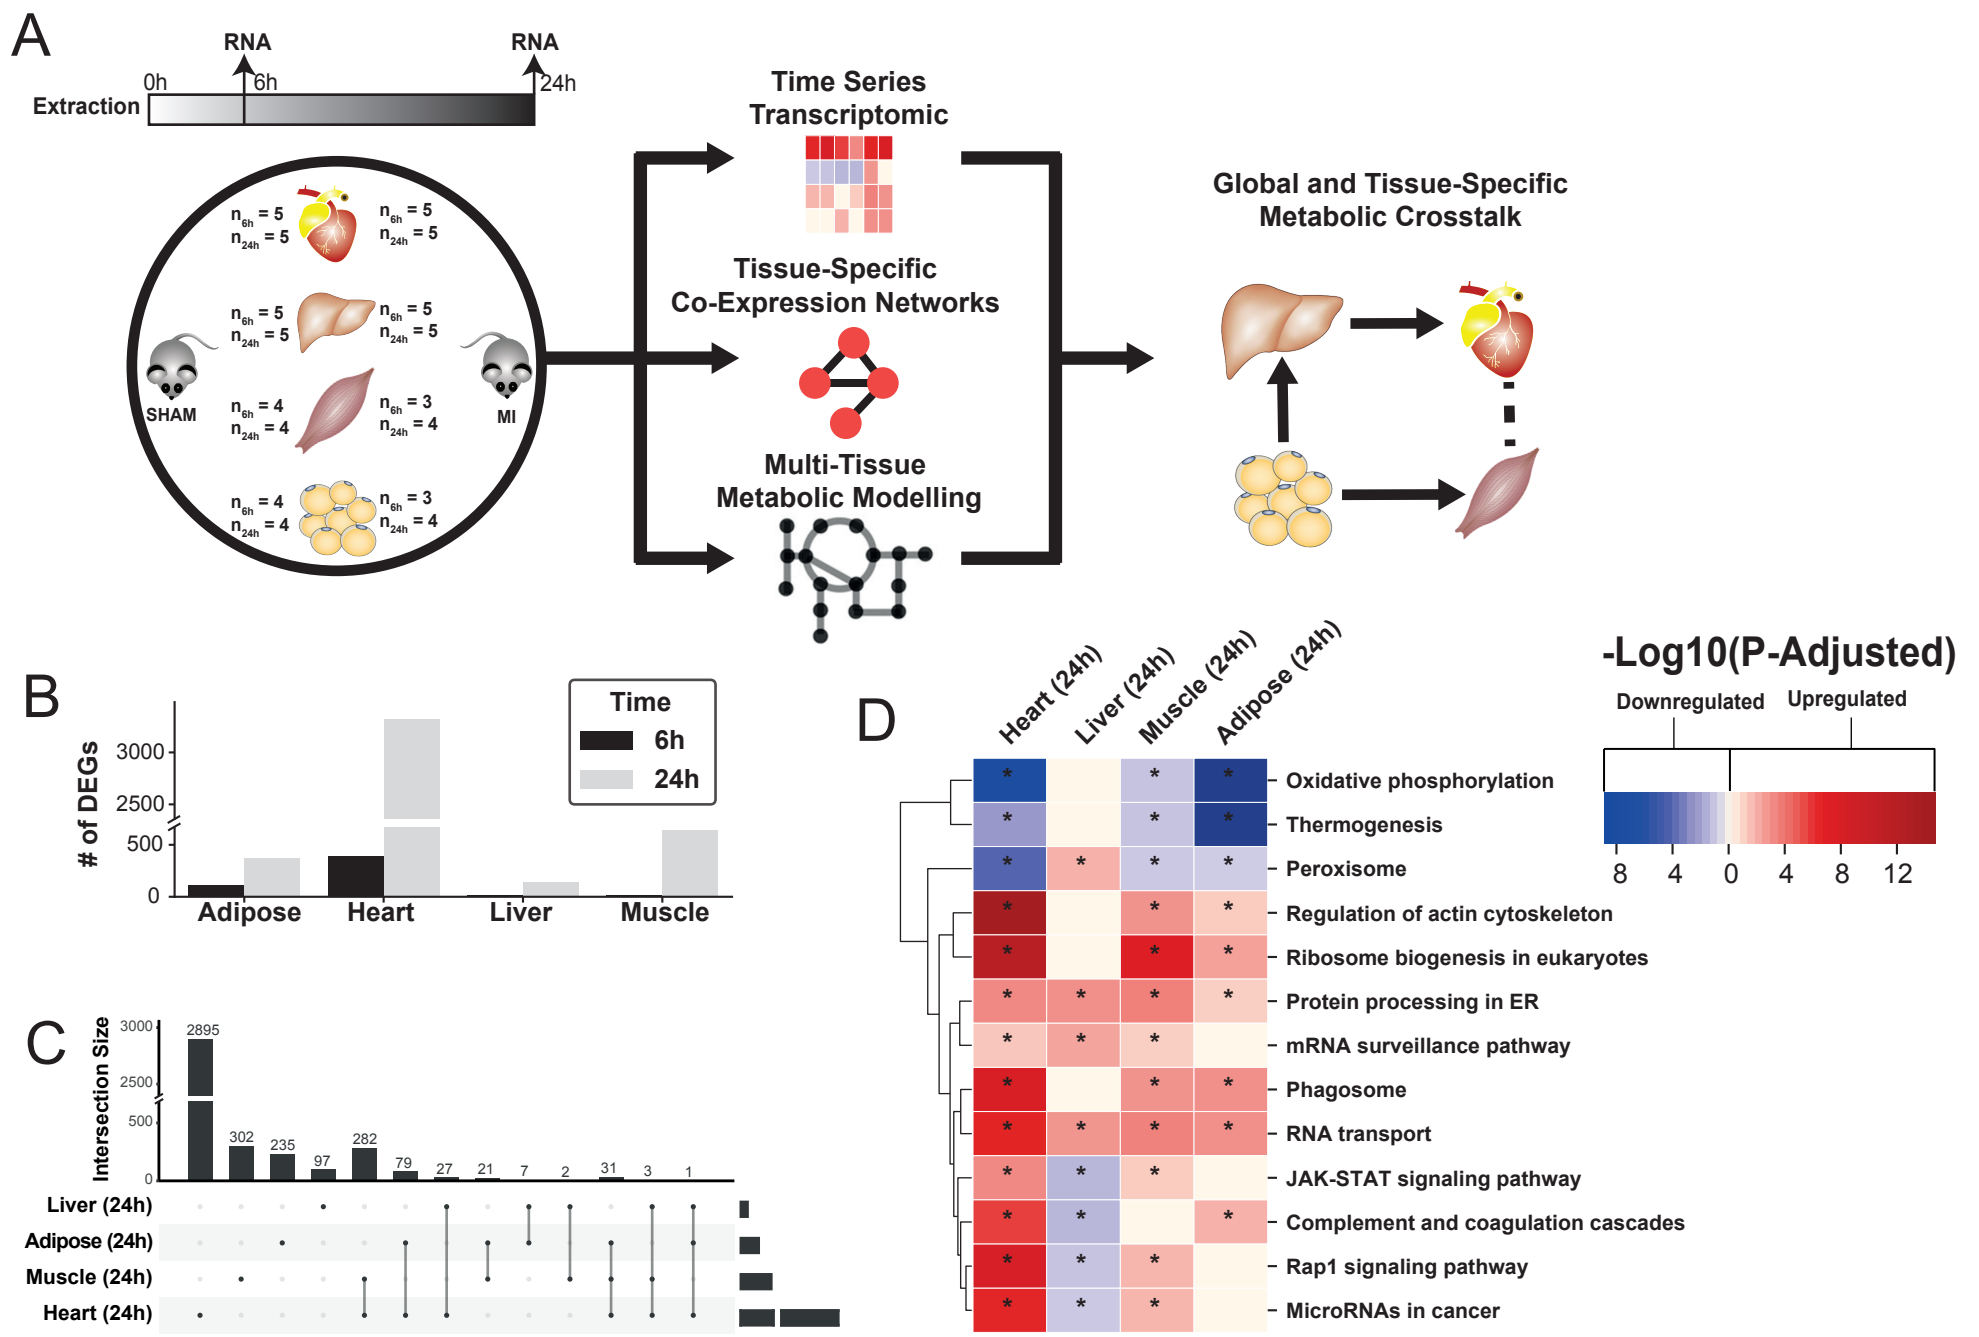 A
RNA
RNA
0h
6h
24h
Extraction
n6h = 5
n24h = 5
n6h = 5
n24h = 5
n6h = 5
n24h = 5
n6h = 5
n24h = 5
SHAM
MI
n6h = 4
n24h = 4
n6h = 3
n24h = 4
n6h = 4
n24h = 4
n6h = 3
n24h = 4
Time Series
Transcriptomic
Tissue-Specific
Co-Expression Networks
Multi-Tissue
Metabolic Modelling
Global and Tissue-Specific
Metabolic Crosstalk
B
# of DEGs
3000
2500
500
0
Adipose
Heart
Liver
Muscle
Time
6h
24h
C
Intersection Size
3000
2500
500
0
2895
302
235
97
282
79
27
21
7
2
31
3
1
Liver (24h)
Adipose (24h)
Muscle (24h)
Heart (24h)
D
Heart (24h)
Liver (24h)
Muscle (24h)
Adipose (24h)
* * * Oxidative phosphorylation
* * * Thermogenesis
* * * * Peroxisome
* * * Regulation of actin cytoskeleton
* * * Ribosome biogenesis in eukaryotes
* * * * Protein processing in ER
* * * mRNA surveillance pathway
* * * Phagosome
* * * * RNA transport
* * * JAK-STAT signaling pathway
* * * Complement and coagulation cascades
* * * Rap1 signaling pathway
* * * MicroRNAs in cancer
-Log10(P-Adjusted)
Downregulated
Upregulated
8 4 0 4 8 12